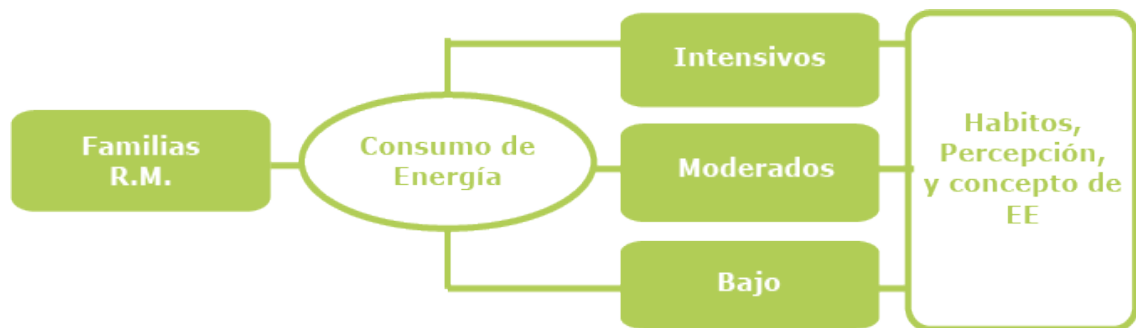 Familias
R.M.
Consumo de
Energía
Intensivos
Moderados
Bajo
Habitos,
Percepción,
y concepto de
EE